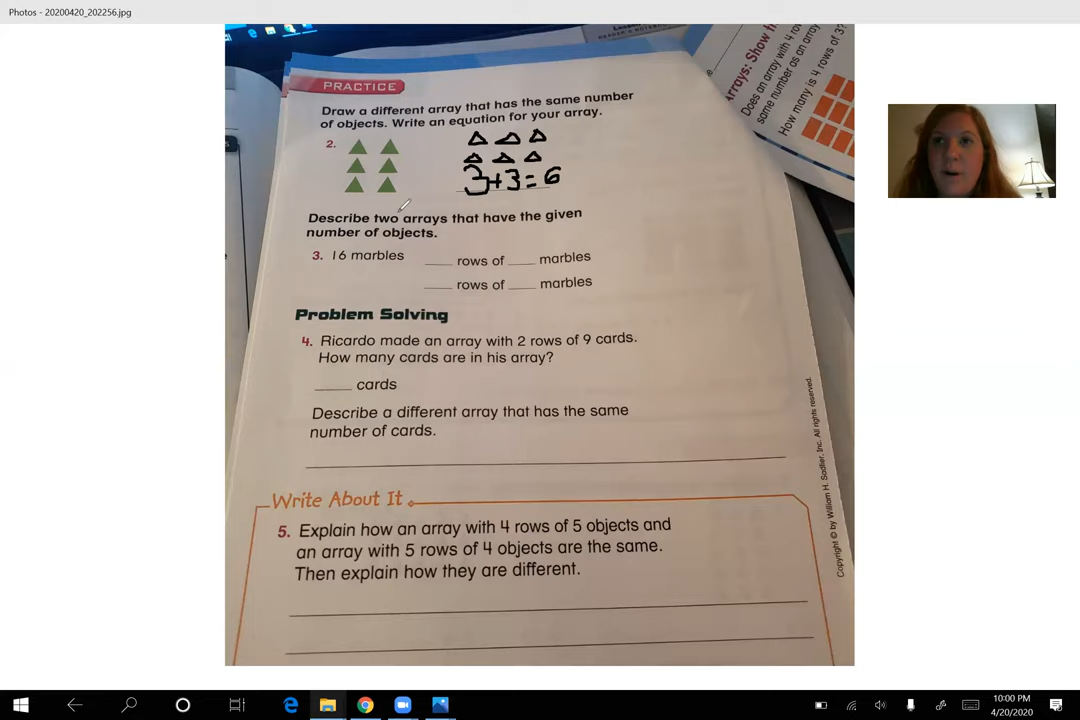 Photos - 20200420_202256.jpg
PRACTICE
Draw a different array that has the same number
of objects. Write an equation for your array.
2.
3+3=6
Describe two arrays that have the given
number of objects.
3. 16 marbles ____ rows of ____ marbles
____ rows of ____ marbles
Problem Solving
4. Ricardo made an array with 2 rows of 9 cards.
How many cards are in his array?
____ cards
Describe a different array that has the same
number of cards.
Write About It
5. Explain how an array with 4 rows of 5 objects and
an array with 5 rows of 4 objects are the same.
Then explain how they are different.
Copyright © by William H. Sadlier, Inc. All rights reserved.
Arrays: Show
Does an array with 4
same number as an array
How many is 4 rows of 3?
10:00 PM
4/20/2020